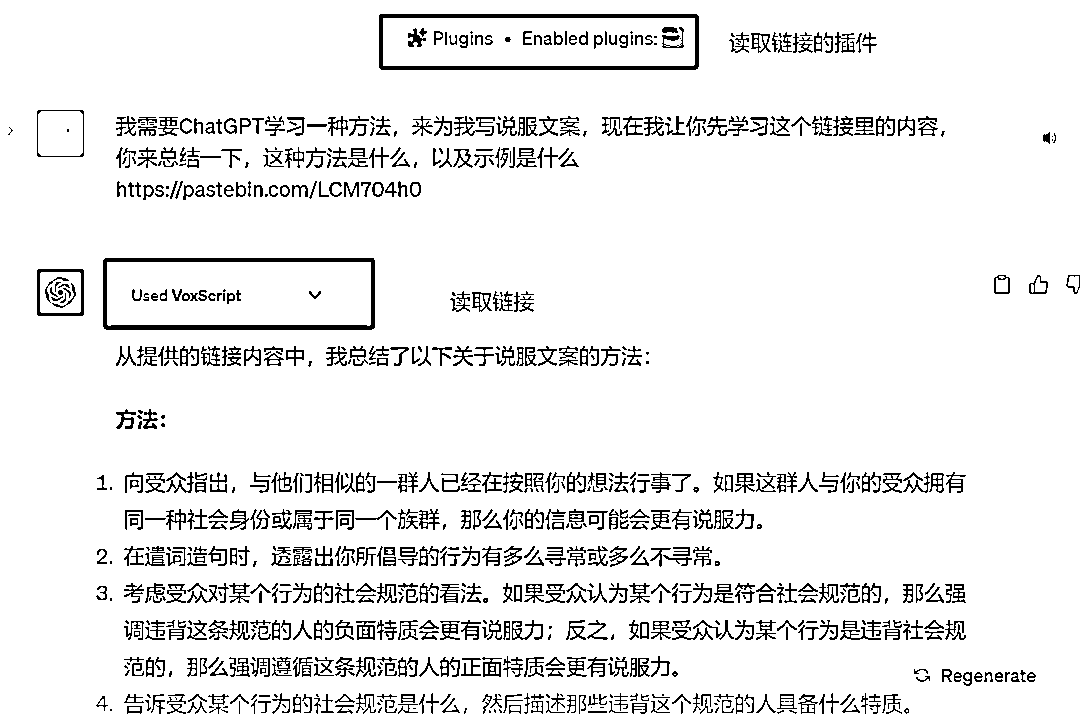 Plugins • Enabled plugins:
读取链接的插件
我需要ChatGPT学习一种方法，来为我写说服文案，现在我让你先学习这个链接里的内容，
你来总结一下，这种方法是什么，以及示例是什么
https://pastebin.com/LCM704h0
Used VoxScript
读取链接
从提供的链接内容中，我总结了以下关于说服文案的方法：
方法：
1. 向受众指出，与他们相似的一群人已经在按照你的想法行事了。如果这群人与你的受众拥有
同一种社会身份或属于同一个族群，那么你的信息可能会更有说服力。
2. 在遣词造句时，透露出你所倡导的行为有多么寻常或多么不寻常。
3. 考虑受众对某个行为的社会规范的看法。如果受众认为某个行为是符合社会规范的，那么强
调违背这条规范的人的负面特质会更有说服力；反之，如果受众认为某个行为是违背社会规
范的，那么强调遵循这条规范的人的正面特质会更有说服力。
Regenerate
4. 告诉受众某个行为的社会规范是什么，然后描述那些违背这个规范的人具备什么特质。